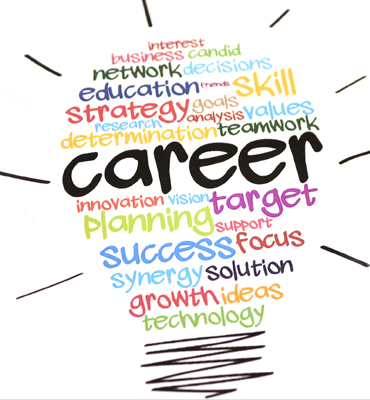 interest
business candid
network decisions
education friends skill
strategy goals
research analysis values
determination teamwork
career
innovation vision target
planning support
success focus
synergy solution
growth ideas
technology